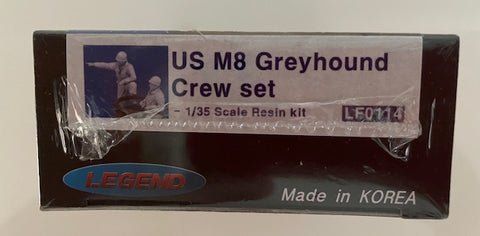 US M8 Greyhound
Crew set
- 1/35 Scale Resin kit
LF0114
LEGEND
Made in KOREA